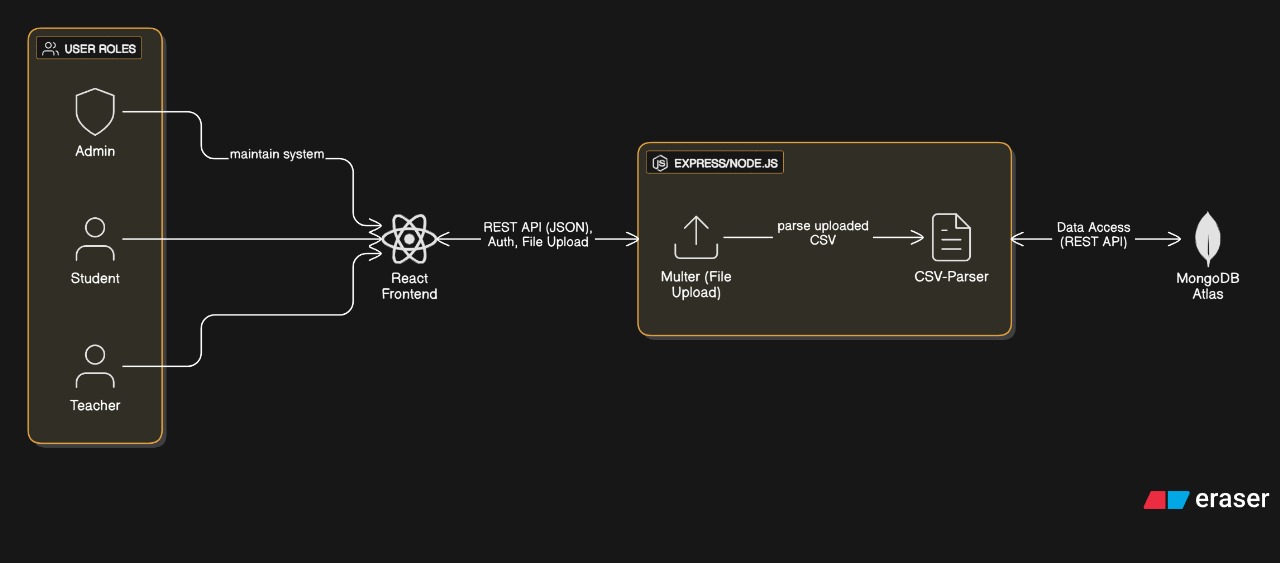 USER ROLES
Admin
maintain system
Student
Teacher
React
Frontend
REST API (JSON),
Auth, File Upload
EXPRESS/NODE.JS
JS
Multer (File
Upload)
parse uploaded
CSV
CSV-Parser
Data Access
(REST API)
MongoDB
Atlas
eraser